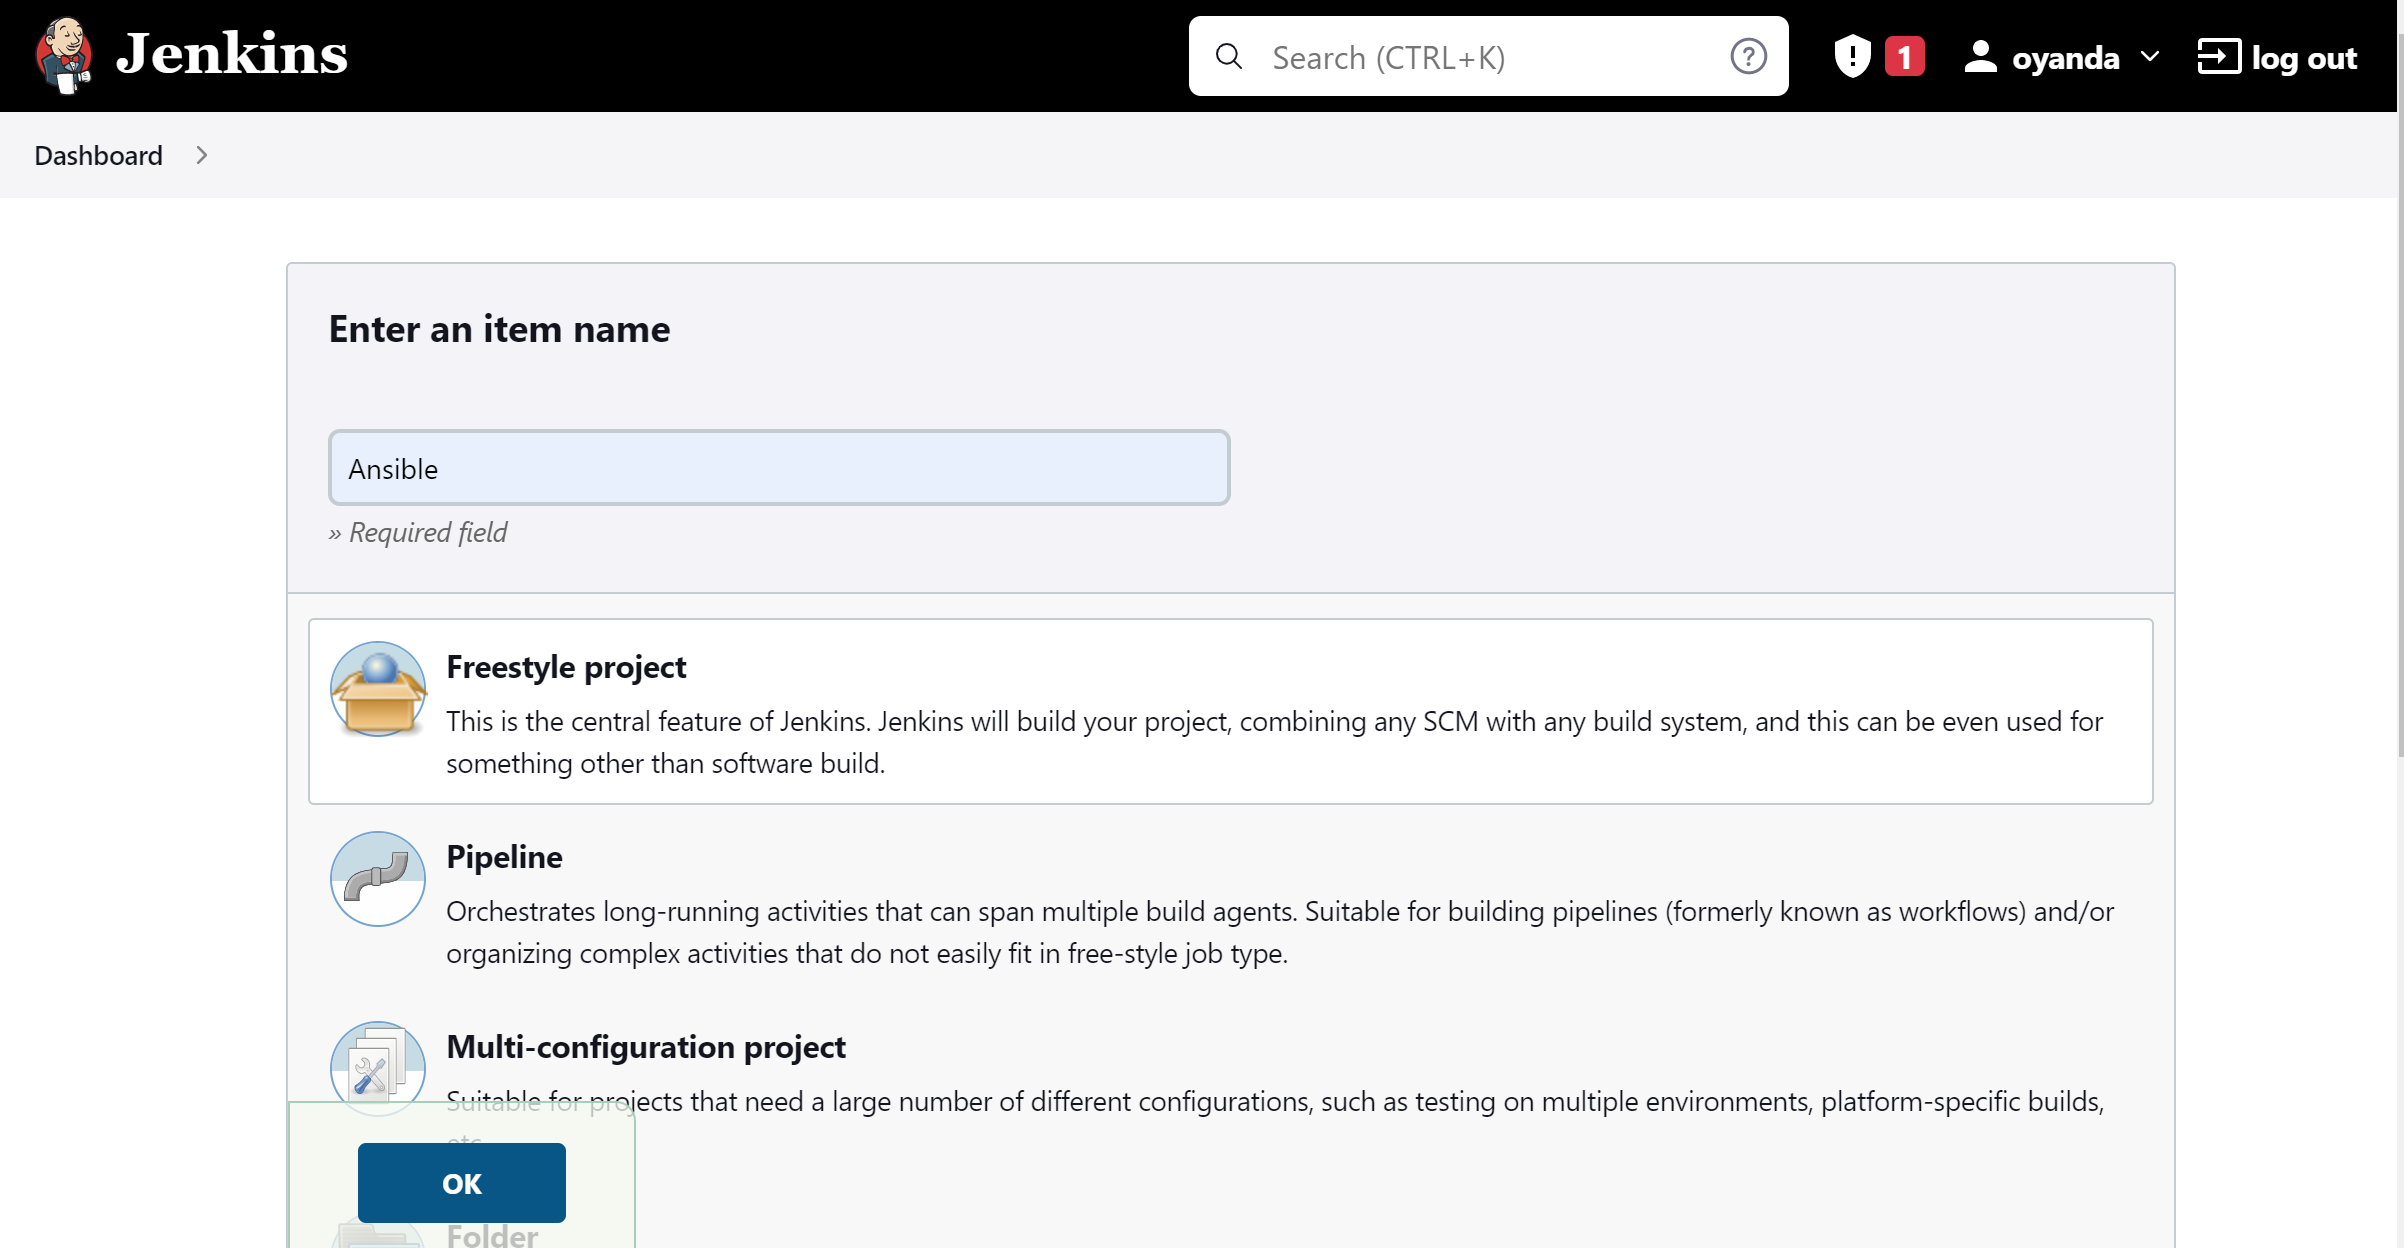 Jenkins
Search (CTRL+K)
1
oyanda
log out
Dashboard
Enter an item name
Ansible
» Required field
Freestyle project
This is the central feature of Jenkins. Jenkins will build your project, combining any SCM with any build system, and this can be even used for
something other than software build.
Pipeline
Orchestrates long-running activities that can span multiple build agents. Suitable for building pipelines (formerly known as workflows) and/or
organizing complex activities that do not easily fit in free-style job type.
Multi-configuration project
Suitable for projects that need a large number of different configurations, such as testing on multiple environments, platform-specific builds,
etc.
OK
Folder